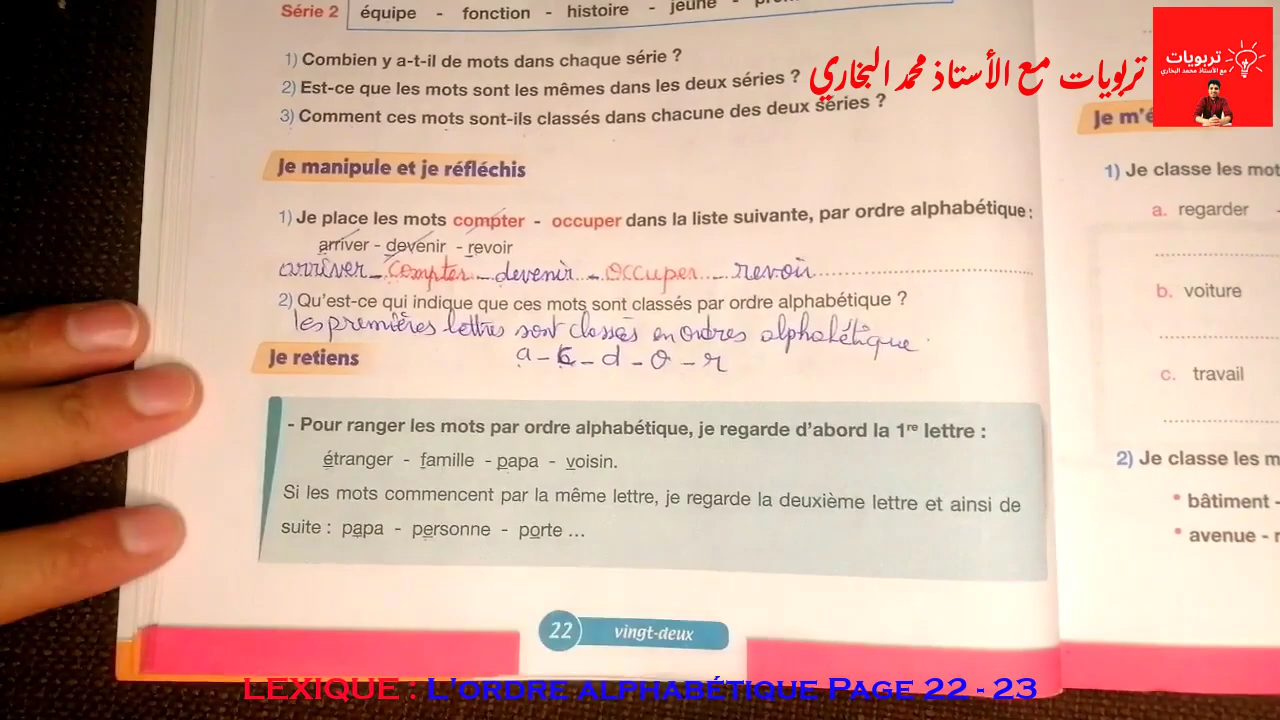 Série 2 équipe - fonction - histoire - jeune -
1) Combien y a-t-il de mots dans chaque série ?
2) Est-ce que les mots sont les mêmes dans les deux séries ?
3) Comment ces mots sont-ils classés dans chacune des deux séries ?
تربويات مع الأستاذ محمد البخاري
تربويات
مع الأستاذ محمد البخاري
Je manipule et je réfléchis
1) Je place les mots compter - occuper dans la liste suivante, par ordre alphabétique :
arriver - devenir - revoir
arriver - compter - devenir - occuper - revoir
2) Qu'est-ce qui indique que ces mots sont classés par ordre alphabétique ?
les premières lettres sont classés en ordres alphabétique.
a - c - d - o - r
Je retiens
- Pour ranger les mots par ordre alphabétique, je regarde d'abord la 1re lettre :
étranger - famille - papa - voisin.
Si les mots commencent par la même lettre, je regarde la deuxième lettre et ainsi de
suite : papa - personne - porte ...
22 vingt-deux
Je m'é
1) Je classe les mot
a. regarder -
b. voiture
c. travail
2) Je classe les m
• bâtiment -
• avenue - r
LEXIQUE : L'ordre alphabétique Page 22 - 23